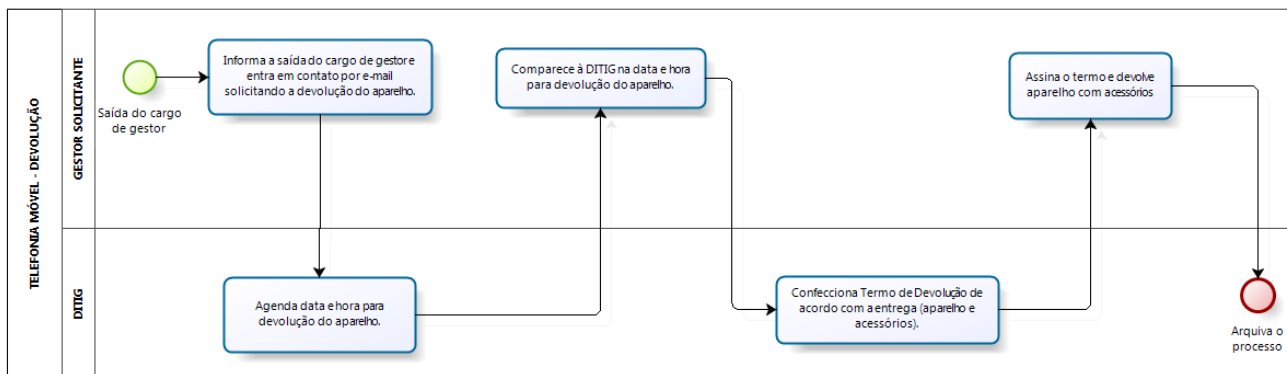 TELEFONIA MÓVEL - DEVOLUÇÃO
GESTOR SOLICITANTE
Saída do cargo
de gestor
Informa a saída do cargo de gestor e
entra em contato por e-mail
solicitando a devolução do aparelho.
Comparece à DITIG na data e hora
para devolução do aparelho.
Assina o termo e devolve
aparelho com acessórios
DITIG
Agenda data e hora para
devolução do aparelho.
Confecciona Termo de Devolução de
acordo com a entrega (aparelho e
acessórios).
Arquiva o
processo